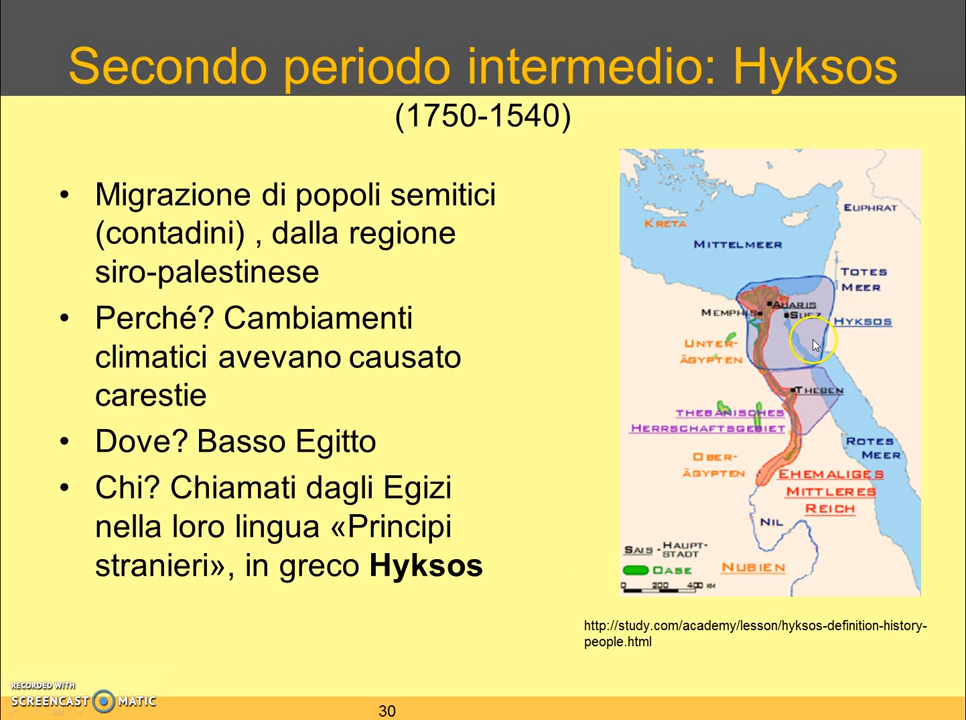 Secondo periodo intermedio: Hyksos
(1750-1540)
• Migrazione di popoli semitici
(contadini) , dalla regione
siro-palestinese
• Perché? Cambiamenti
climatici avevano causato
carestie
• Dove? Basso Egitto
• Chi? Chiamati dagli Egizi
nella loro lingua «Principi
stranieri», in greco Hyksos
EUPHRAT
KRETA
MITTELMEER
TOTES
MEER
AUARIS
MEMPHIS
SUEZ
HYKSOS
UNTER-
ÄGYPTEN
THEBEN
THEBANISCHES
HERRSCHAFTSGEBIET
ROTES
MEER
OBER-
ÄGYPTEN
EHEMALIGES
MITTLERES
REICH
NIL
SAIS - HAUPT-
STADT
OASE
NUBIEN
0 200 400 KM
http://study.com/academy/lesson/hyksos-definition-history-
people.html
RECORDED WITH
SCREENCAST MATIC
30